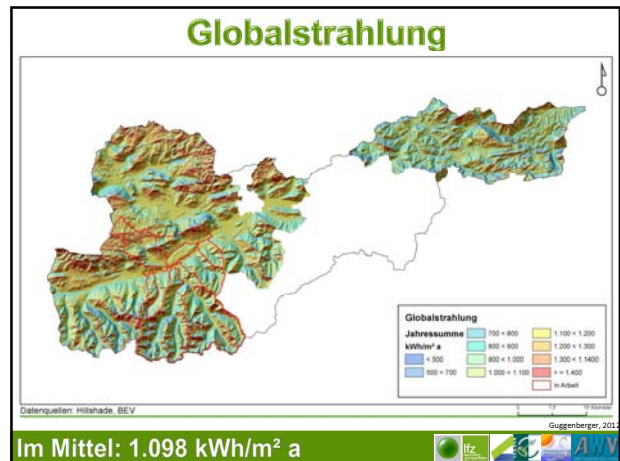 Globalstrahlung
Globalstrahlung
Jahressumme
kWh/m² a
< 500
500 < 700
700 < 800
800 < 900
800 < 1.000
1.000 < 1.100
1.100 < 1.200
1.200 < 1.300
1.300 < 1.1400
> = 1.400
In Arbeit
Datenquellen: Hillshade, BEV
Guggenberger, 2012
Im Mittel: 1.098 kWh/m² a
lfz
AWV